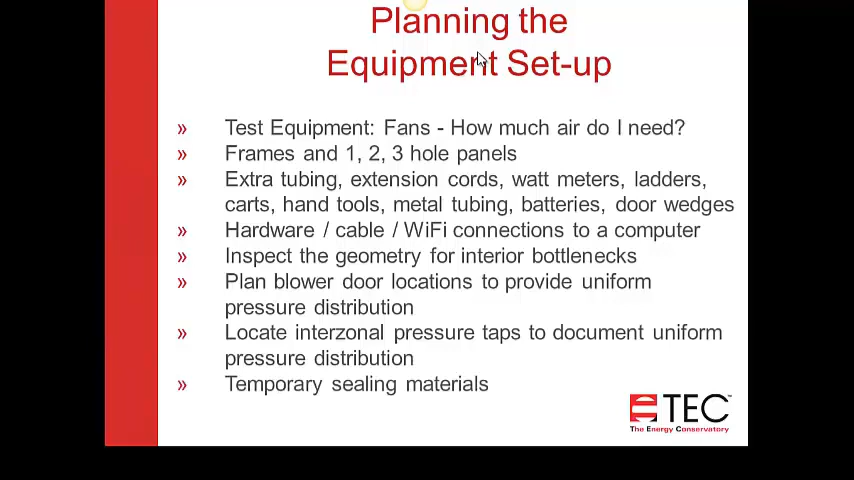 Planning the
Equipment Set-up
» Test Equipment: Fans - How much air do I need?
» Frames and 1, 2, 3 hole panels
» Extra tubing, extension cords, watt meters, ladders,
carts, hand tools, metal tubing, batteries, door wedges
» Hardware / cable / WiFi connections to a computer
» Inspect the geometry for interior bottlenecks
» Plan blower door locations to provide uniform
pressure distribution
» Locate interzonal pressure taps to document uniform
pressure distribution
» Temporary sealing materials
TEC™
The Energy Conservatory